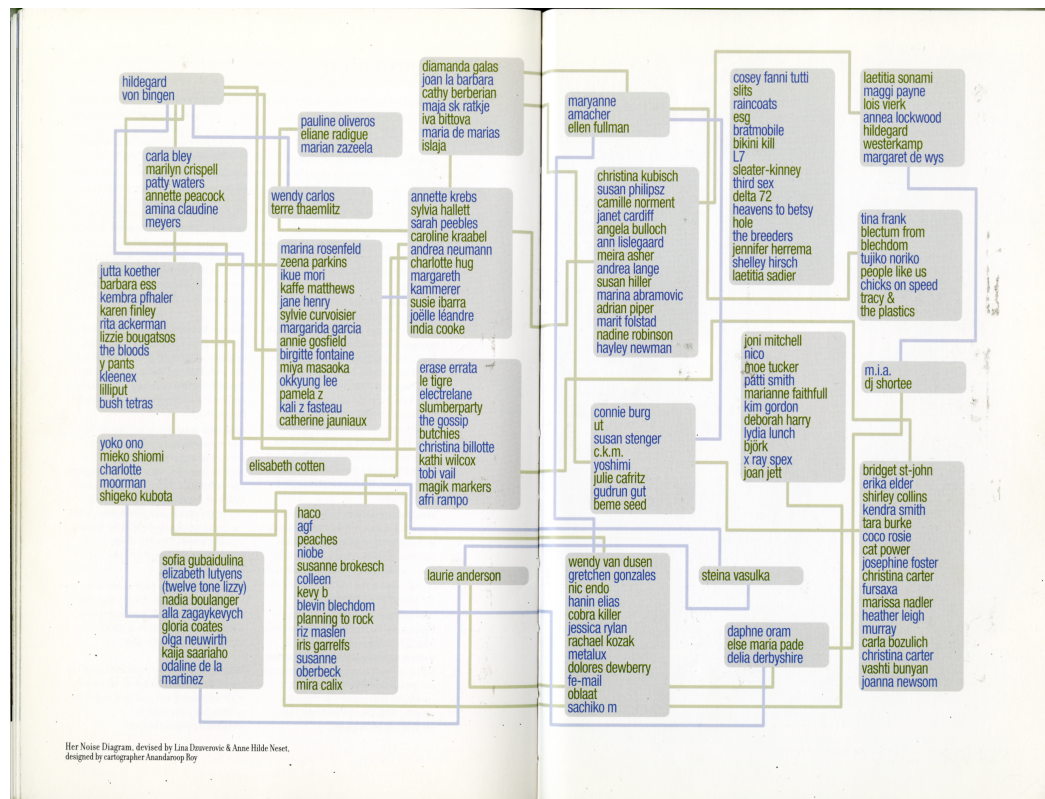 hildegard
von bingen
pauline oliveros
eliane radigue
marian zazeela
diamanda galas
joan la barbara
cathy berberian
maja sk ratkje
iva bittova
maria de marias
islaja
maryanne
amacher
ellen fullman
cosey fanni tutti
slits
raincoats
esg
bratmobile
bikini kill
L7
sleater-kinney
third sex
delta 72
heavens to betsy
hole
the breeders
jennifer herrema
shelley hirsch
laetitia sadier
laetitia sonami
maggi payne
lois vierk
annea lockwood
hildegard
westerkamp
margaret de wys
carla bley
marilyn crispell
patty waters
annette peacock
amina claudine
meyers
wendy carlos
terre thaemlitz
annette krebs
sylvia hallett
sarah peebles
caroline kraabel
andrea neumann
charlotte hug
margareth
kammerer
susie ibarra
joëlle léandre
india cooke
christina kubisch
susan philipsz
camille norment
janet cardiff
angela bulloch
ann lislegaard
meira asher
andrea lange
susan hiller
marina abramovic
adrian piper
marit folstad
nadine robinson
hayley newman
tina frank
blectum from
blechdom
tujiko noriko
people like us
chicks on speed
tracy &
the plastics
jutta koether
barbara ess
kembra pfhaler
karen finley
rita ackerman
lizzie bougatsos
the bloods
y pants
kleenex
lilliput
bush tetras
marina rosenfeld
zeena parkins
ikue mori
kaffe matthews
jane henry
sylvie curvoisier
margarida garcia
annie gosfield
birgitte fontaine
miya masaoka
okkyung lee
pamela z
kali z fasteau
catherine jauniaux
erase errata
le tigre
electrelane
slumberparty
the gossip
butchies
christina billotte
kathi wilcox
tobi vail
magik markers
afri rampo
connie burg
ut
susan stenger
c.k.m.
yoshimi
julie cafritz
gudrun gut
beme seed
joni mitchell
nico
moe tucker
patti smith
marianne faithfull
kim gordon
deborah harry
lydia lunch
björk
x ray spex
joan jett
m.i.a.
dj shortee
yoko ono
mieko shiomi
charlotte
moorman
shigeko kubota
elisabeth cotten
haco
agf
peaches
niobe
susanne brokesch
colleen
kevy b
blevin blechdom
planning to rock
riz maslen
iris garrelfs
susanne
oberbeck
mira calix
laurie anderson
wendy van dusen
gretchen gonzales
nic endo
hanin elias
cobra killer
jessica rylan
rachael kozak
metalux
dolores dewberry
fe-mail
oblaat
sachiko m
steina vasulka
daphne oram
else maria pade
delia derbyshire
bridget st-john
erika elder
shirley collins
kendra smith
tara burke
coco rosie
cat power
josephine foster
christina carter
fursaxa
marissa nadler
heather leigh
murray
carla bozulich
christina carter
vashti bunyan
joanna newsom
sofia gubaidulina
elizabeth lutyens
(twelve tone lizzy)
nadia boulanger
alla zagaykevych
gloria coates
olga neuwirth
kaija saariaho
odaline de la
martinez
Her Noise Diagram, devised by Lina Dzuverovic & Anne Hilde Neset,
designed by cartographer Anandaroop Roy